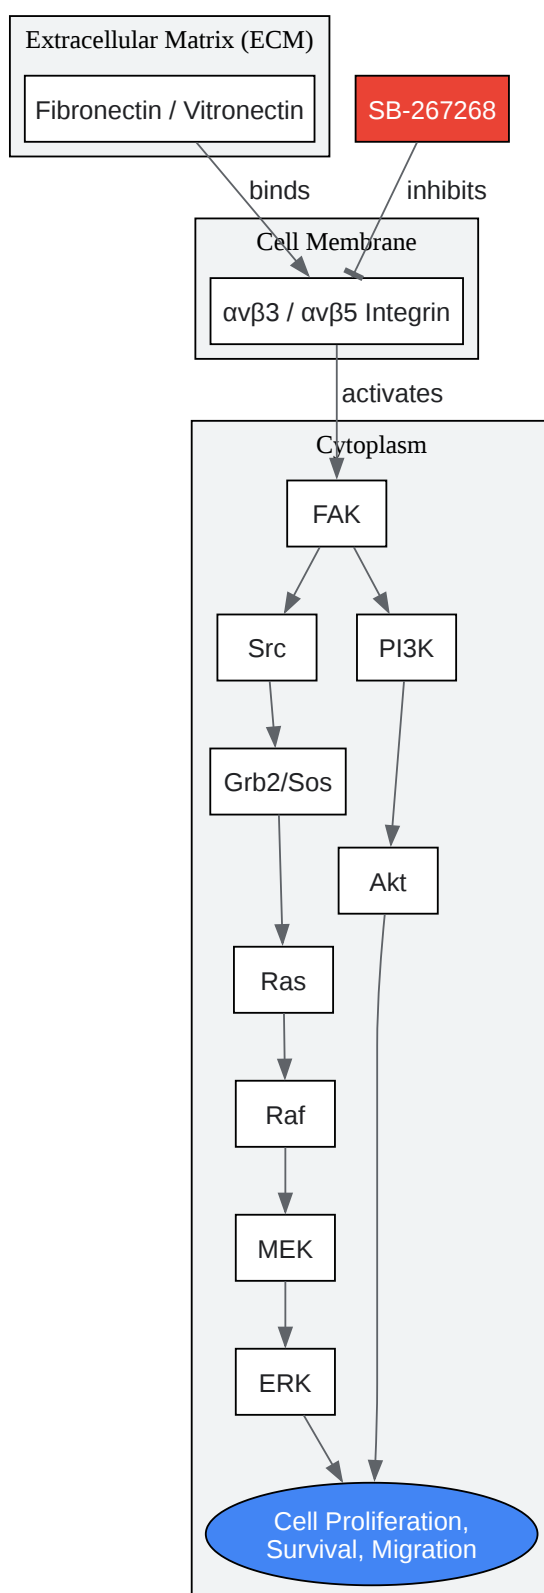 Extracellular Matrix (ECM)
Fibronectin / Vitronectin
SB-267268
binds
inhibits
Cell Membrane
αvβ3 / αvβ5 Integrin
activates
Cytoplasm
FAK
Src
PI3K
Grb2/Sos
Akt
Ras
Raf
MEK
ERK
Cell Proliferation,
Survival, Migration